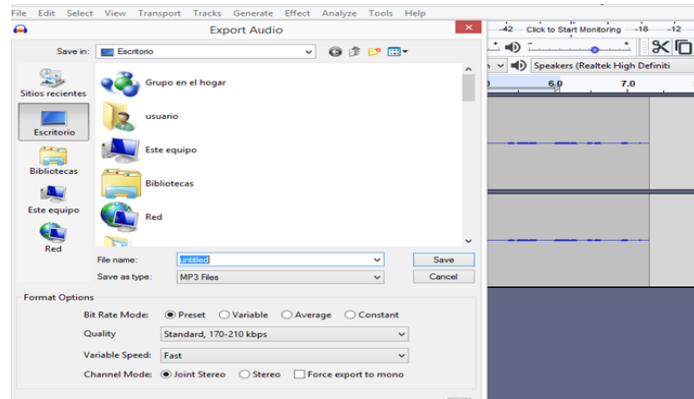 File Edit Select View Transport Tracks Generate Effect Analyze Tools Help
Export Audio
-42 Click to Start Monitoring -18 -12
Save in: Escritorio
Speakers (Realtek High Definiti
6.0 7.0
Sitios recientes
Escritorio
Bibliotecas
Este equipo
Red
Grupo en el hogar
usuario
Este equipo
Bibliotecas
Red
File name: untitled Save
Save as type: MP3 Files Cancel
Format Options
Bit Rate Mode: Preset Variable Average Constant
Quality Standard, 170-210 kbps
Variable Speed: Fast
Channel Mode: Joint Stereo Stereo Force export to mono